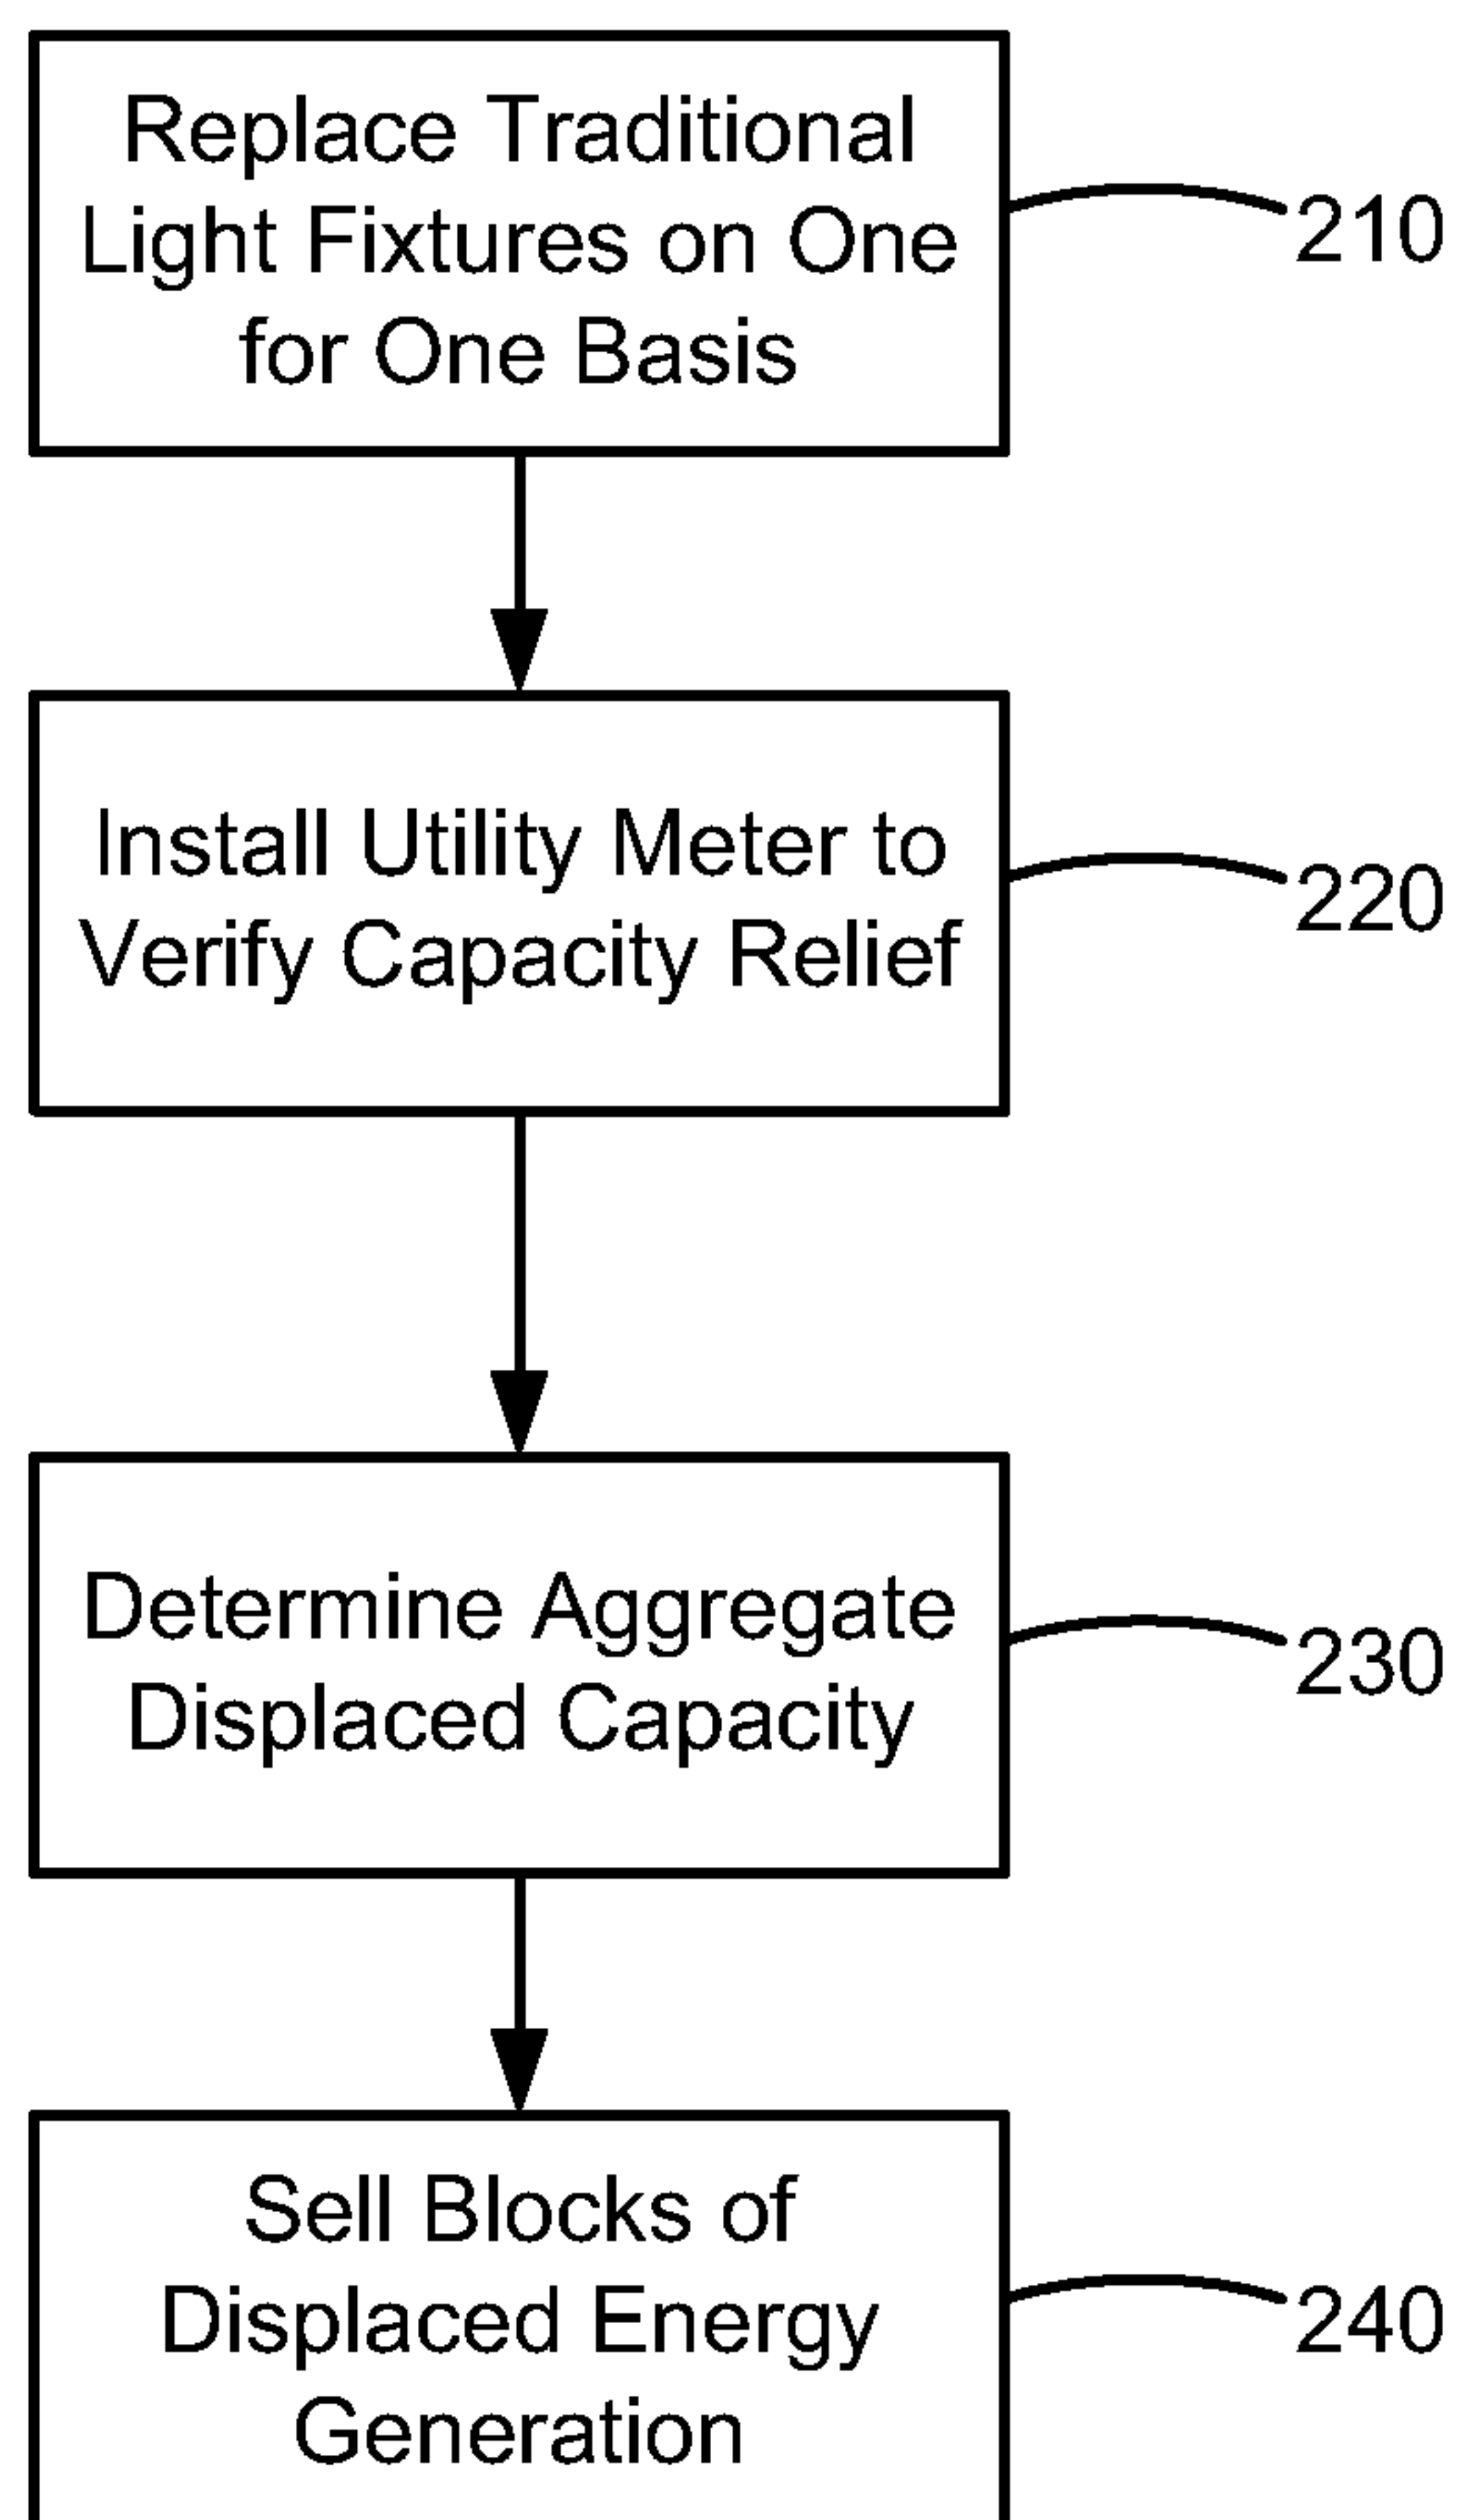 Replace Traditional
Light Fixtures on One
for One Basis
210
Install Utility Meter to
Verify Capacity Relief
220
Determine Aggregate
Displaced Capacity
230
Sell Blocks of
Displaced Energy
Generation
240